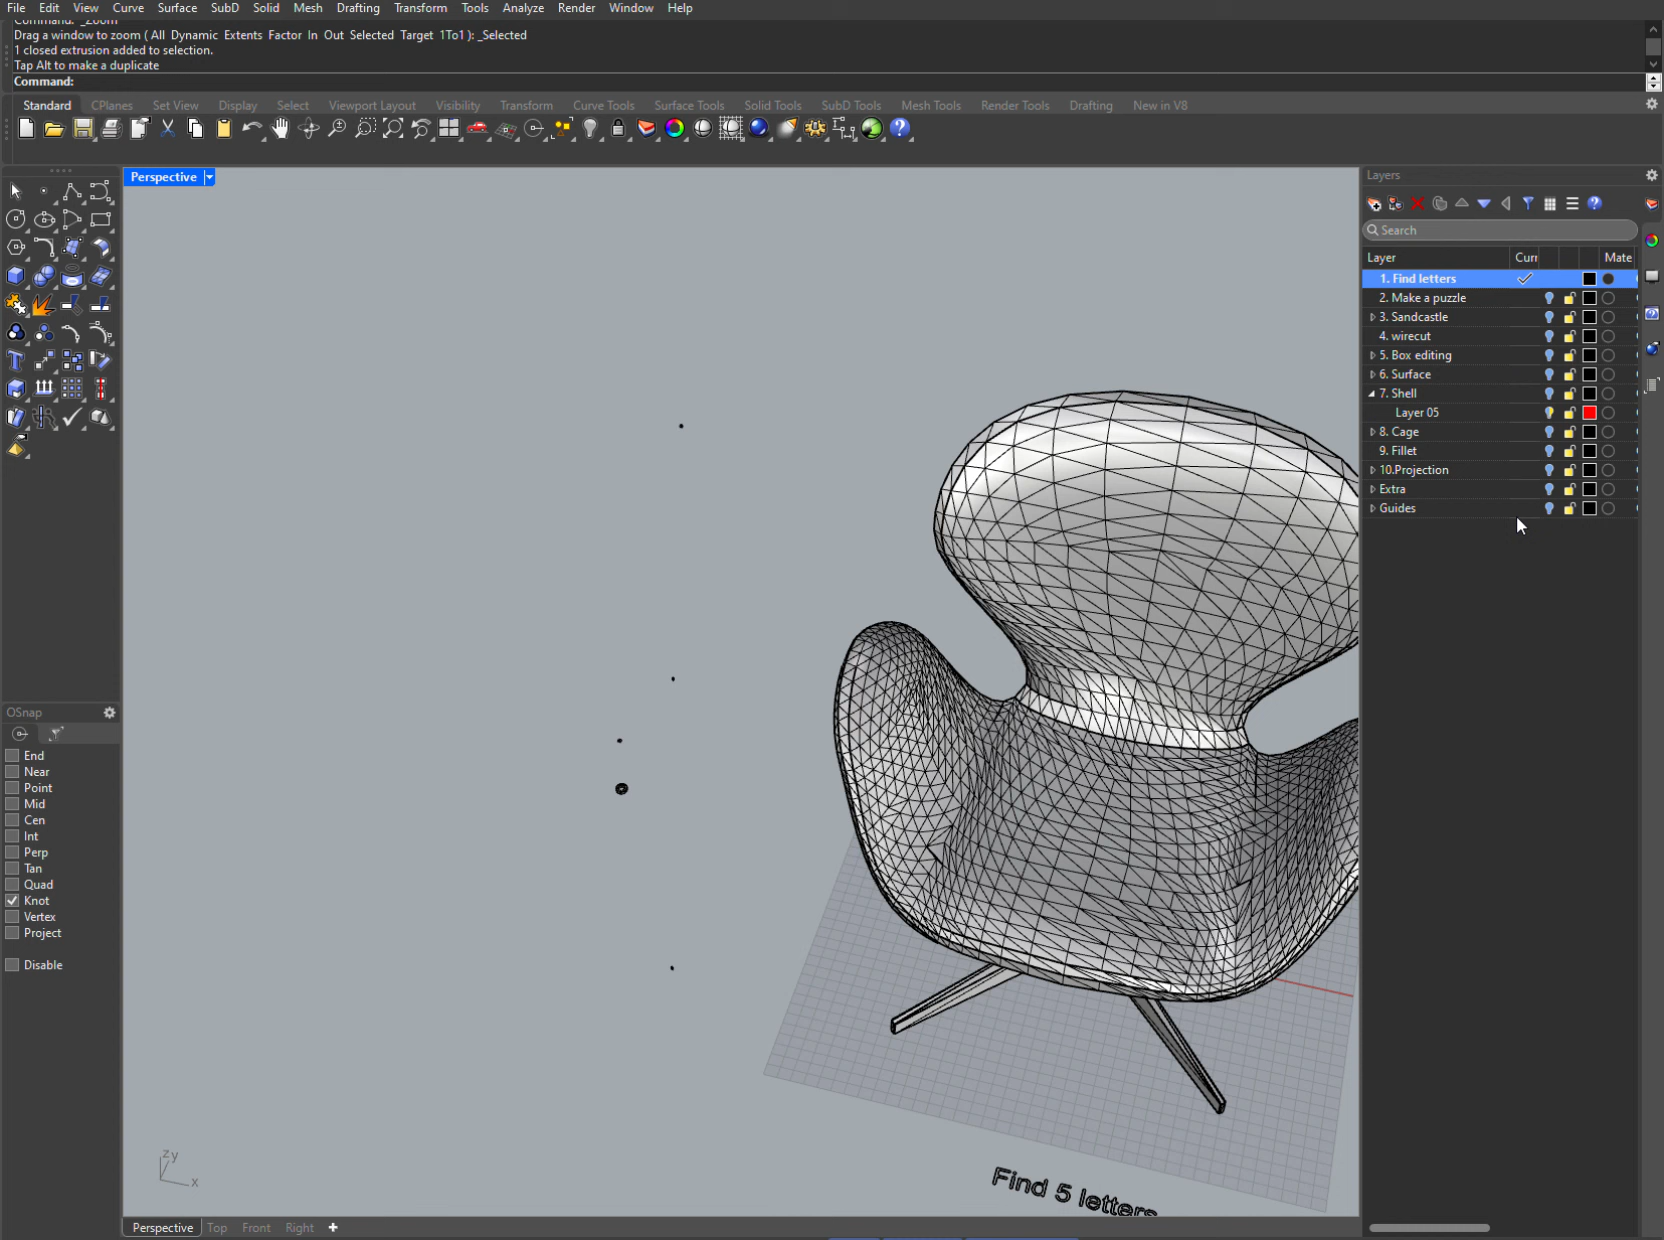 File Edit View Curve Surface SubD Solid Mesh Drafting Transform Tools Analyze Render Window Help
Drag a window to zoom ( All Dynamic Extents Factor In Out Selected Target 1To1 ): _Selected
1 closed extrusion added to selection.
Tap Alt to make a duplicate
Command:
Standard CPlanes Set View Display Select Viewport Layout Visibility Transform Curve Tools Surface Tools Solid Tools SubD Tools Mesh Tools Render Tools Drafting New in V8
Perspective
Layers
Search
Layer Curr Mate
1. Find letters
2. Make a puzzle
3. Sandcastle
4. wirecut
5. Box editing
6. Surface
7. Shell
Layer 05
8. Cage
9. Fillet
10.Projection
Extra
Guides
OSnap
End
Near
Point
Mid
Cen
Int
Perp
Tan
Quad
Knot
Vertex
Project
Disable
z y
x
Find 5 letters
Perspective Top Front Right